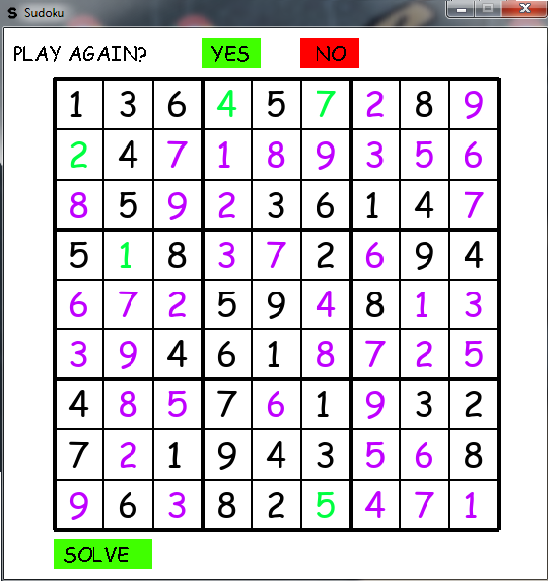 S Sudoku
PLAY AGAIN? YES NO
1 3 6 4 5 7 2 8 9
2 4 7 1 8 9 3 5 6
8 5 9 2 3 6 1 4 7
5 1 8 3 7 2 6 9 4
6 7 2 5 9 4 8 1 3
3 9 4 6 1 8 7 2 5
4 8 5 7 6 1 9 3 2
7 2 1 9 4 3 5 6 8
9 6 3 8 2 5 4 7 1
SOLVE